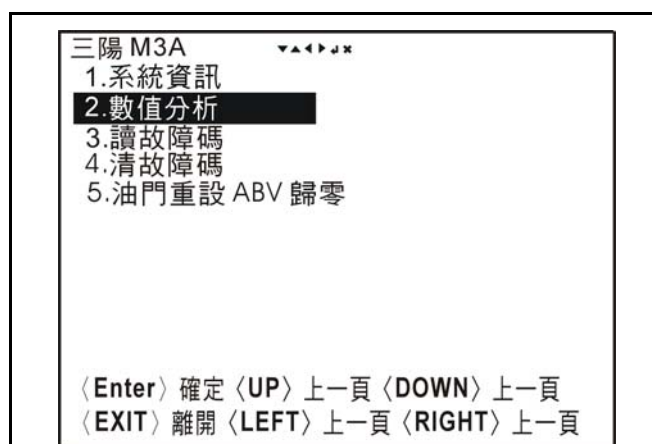 三陽 M3A ▼▲◀▶↲✖
1.系統資訊
2.數值分析
3.讀故障碼
4.清故障碼
5.油門重設 ABV 歸零
〈Enter〉確定〈UP〉上一頁〈DOWN〉上一頁
〈EXIT〉離開〈LEFT〉上一頁〈RIGHT〉上一頁